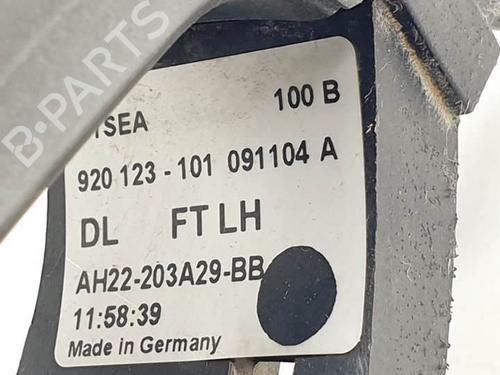 100 B
920 123 - 101 091104 A
DL FT LH
AH22-203A29-BB
11:58:39
Made in Germany
B-PARTS